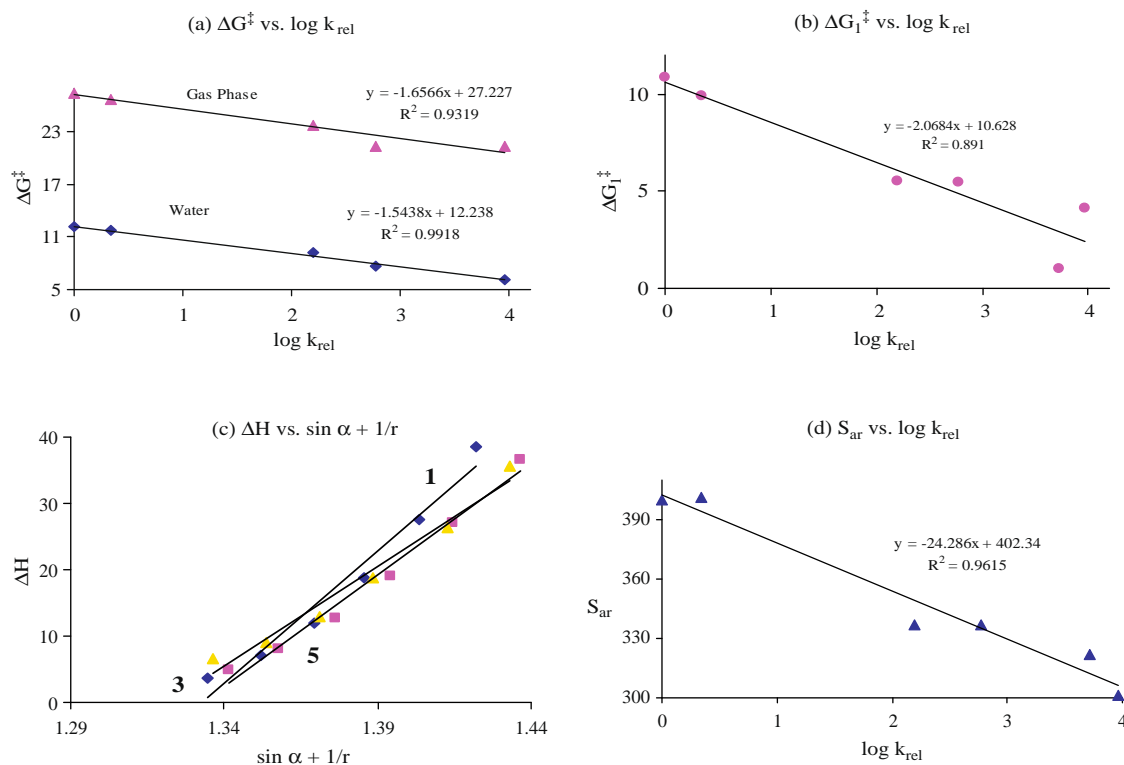 (a) ΔG‡ vs. log krel
Gas Phase
y = -1.6566x + 27.227
R² = 0.9319
Water
y = -1.5438x + 12.238
R² = 0.9918
ΔG‡
23
17
11
5
0 1 2 3 4
log krel
(b) ΔG1‡ vs. log krel
y = -2.0684x + 10.628
R² = 0.891
ΔG1‡
10
5
0
0 1 2 3 4
log krel
(c) ΔH vs. sin α + 1/r
1
5
3
ΔH
40
30
20
10
0
1.29 1.34 1.39 1.44
sin α + 1/r
(d) Sar vs. log krel
y = -24.286x + 402.34
R² = 0.9615
Sar
390
360
330
300
0 1 2 3 4
log krel